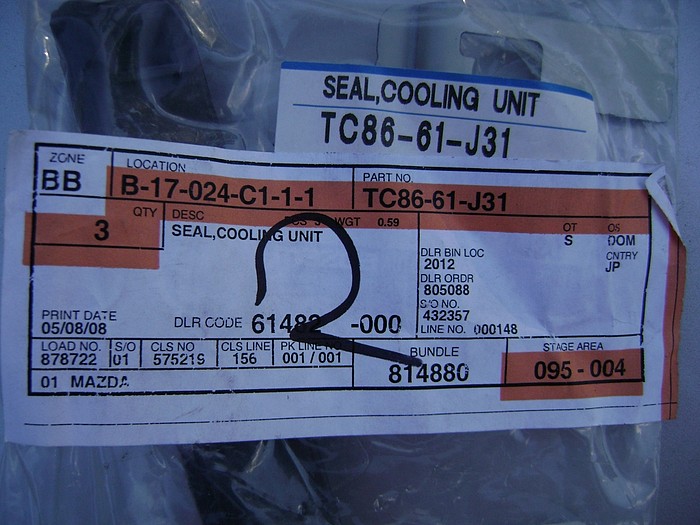 SEAL,COOLING UNIT
TC86-61-J31
ZONE LOCATION PART NO.
BB B-17-024-C1-1-1 TC86-61-J31
QTY DESC WGT 0.59
3 SEAL,COOLING UNIT
OT OS
S DOM
CNTRY
JP
DLR BIN LOC
2012
DLR ORDR
805088
S/O NO.
432357
LINE NO. 000148
PRINT DATE
05/08/08
DLR CODE 61482 -000
2
LOAD NO. S/O CLS NO CLS LINE PK LINE NO BUNDLE STAGE AREA
878722 01 575219 156 001 / 001 814880 095 - 004
01 MAZDA